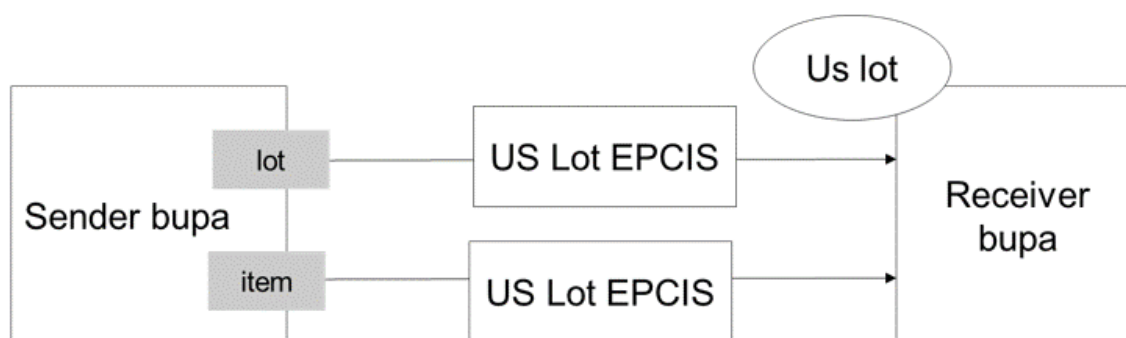 Us lot
lot
US Lot EPCIS
Sender bupa
Receiver
bupa
item
US Lot EPCIS